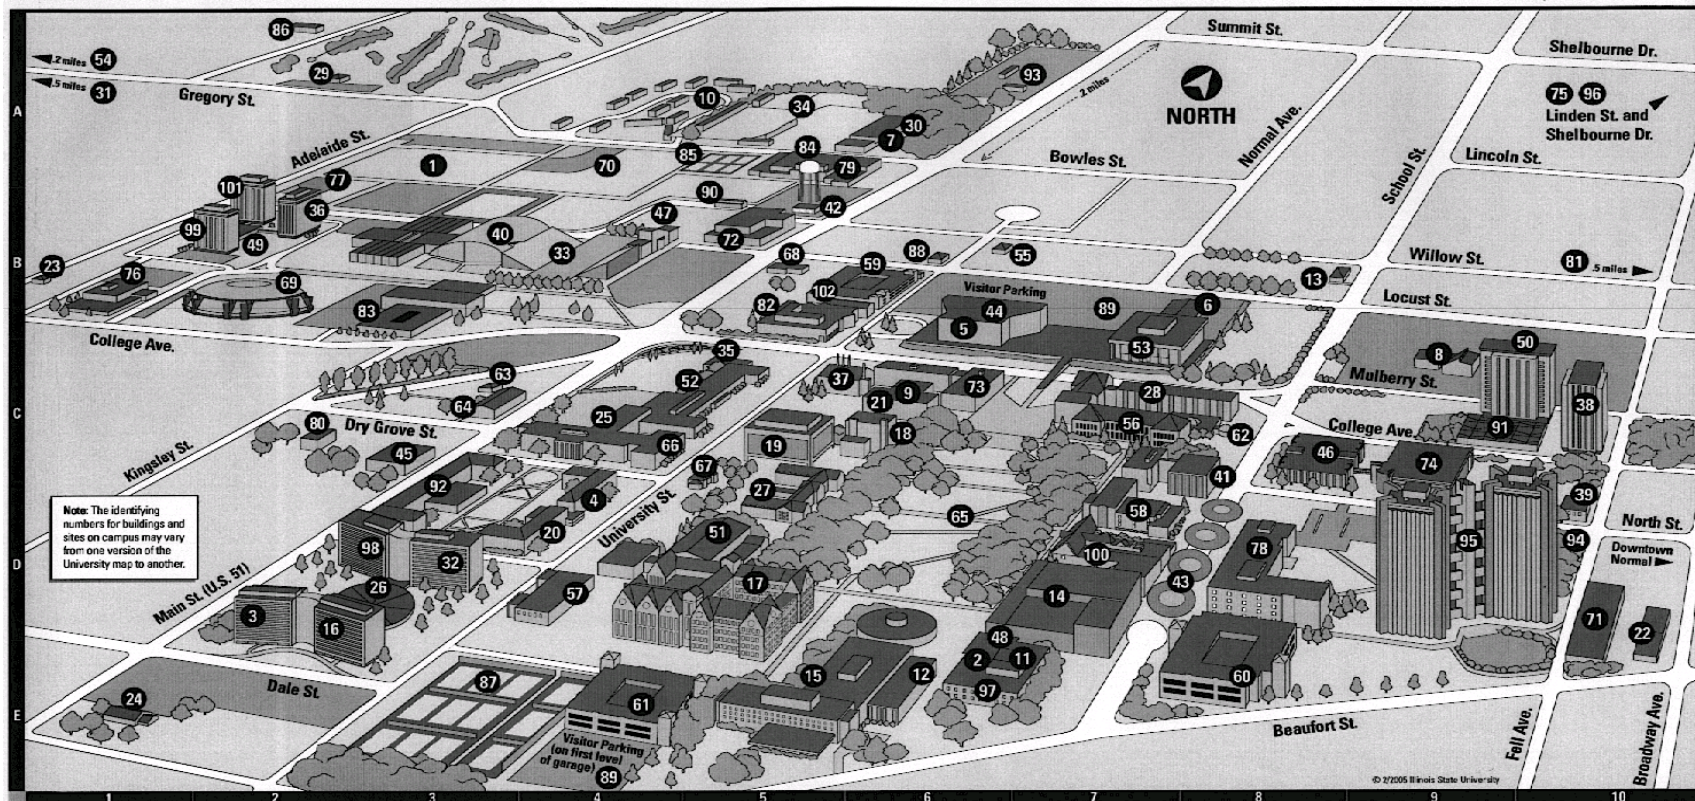 86
Summit St.
Shelbourne Dr.
.2 miles 54
.5 miles 31
29
Gregory St.
93
.2 miles
NORTH
75 96
Linden St. and
Shelbourne Dr.
10
34
30
7
A
Adelaide St.
Normal Ave.
School St.
Bowles St.
Lincoln St.
1
70
85
84
79
77
101
36
90
42
47
99
49
40
33
72
B
23
76
69
68
59
88
55
Willow St.
81 .5 miles
13
Locust St.
83
82
102
Visitor Parking
44
89
6
5
53
College Ave.
35
63
52
37
73
21
9
28
8
50
Mulberry St.
38
C
64
25
80
Dry Grove St.
66
19
18
56
62
College Ave.
91
Kingsley St.
45
67
46
74
41
92
4
27
39
Note: The identifying
numbers for buildings and
sites on campus may vary
from one version of the
University map to another.
20
University St.
65
58
North St.
51
98
32
100
78
95
94
Downtown
Normal
D
Main St. (U.S. 51)
26
17
43
57
14
3
16
71
22
48
2
11
97
15
12
60
Dale St.
87
61
24
E
Beaufort St.
Fell Ave.
Broadway Ave.
Visitor Parking
(on first level
of garage) 89
© 2/2005 Illinois State University
1 2 3 4 5 6 7 8 9 10